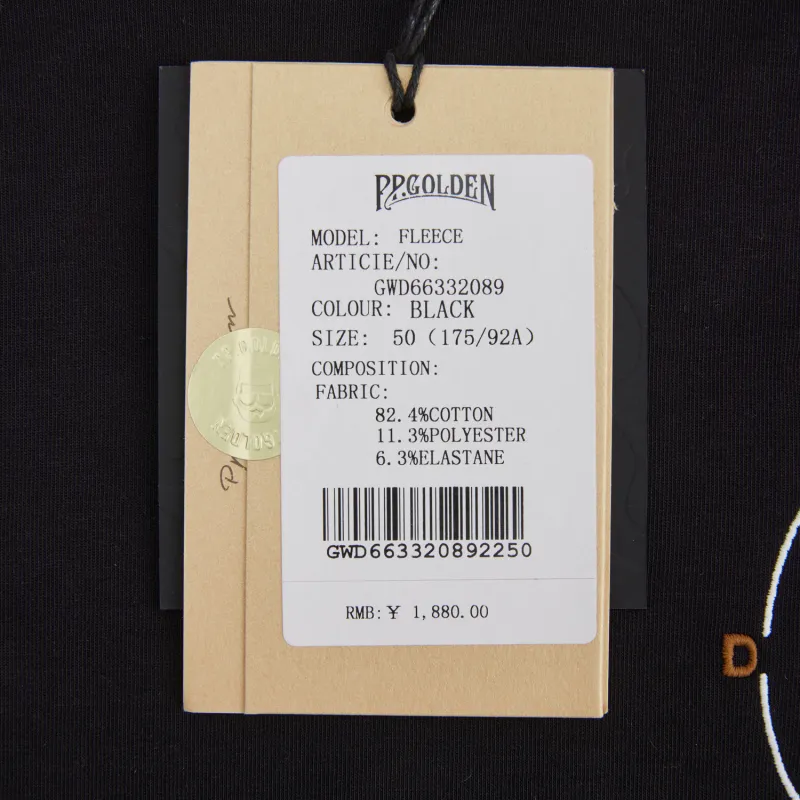 PP.GOLDEN
MODEL: FLEECE
ARTICIE/NO:
GWD66332089
COLOUR: BLACK
SIZE: 50（175/92A）
COMPOSITION:
FABRIC:
82.4%COTTON
11.3%POLYESTER
6.3%ELASTANE
GWD663320892250
RMB:￥ 1,880.00
D